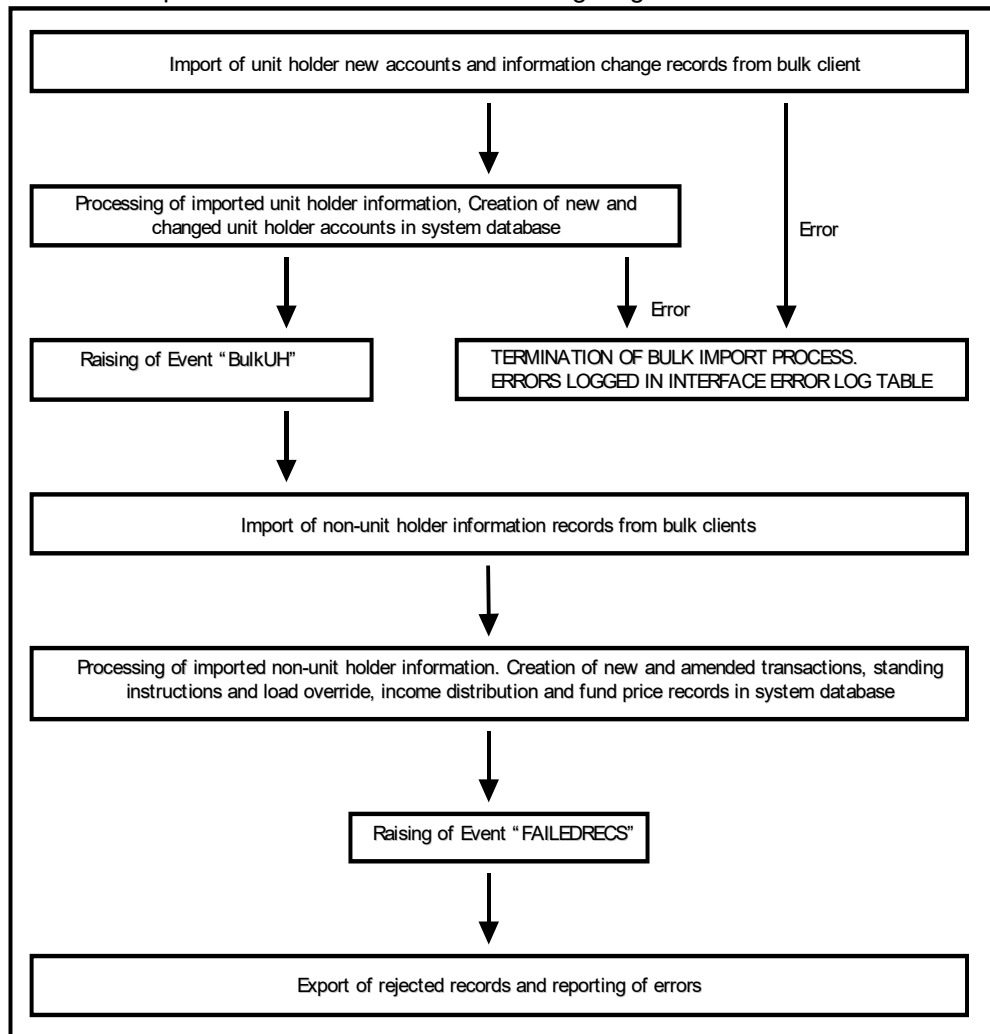 Import of unit holder new accounts and information change records from bulk client
Processing of imported unit holder information, Creation of new and
changed unit holder accounts in system database
Error
Error
Raising of Event “BulkUH”
TERMINATION OF BULK IMPORT PROCESS.
ERRORS LOGGED IN INTERFACE ERROR LOG TABLE
Import of non-unit holder information records from bulk clients
Processing of imported non-unit holder information. Creation of new and amended transactions, standing
instructions and load override, income distribution and fund price records in system database
Raising of Event “FAILEDRECS”
Export of rejected records and reporting of errors